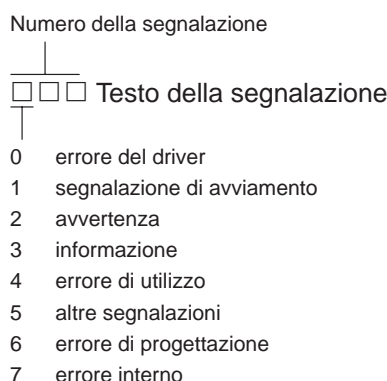 Numero della segnalazione
□□□ Testo della segnalazione
0 errore del driver
1 segnalazione di avviamento
2 avvertenza
3 informazione
4 errore di utilizzo
5 altre segnalazioni
6 errore di progettazione
7 errore interno